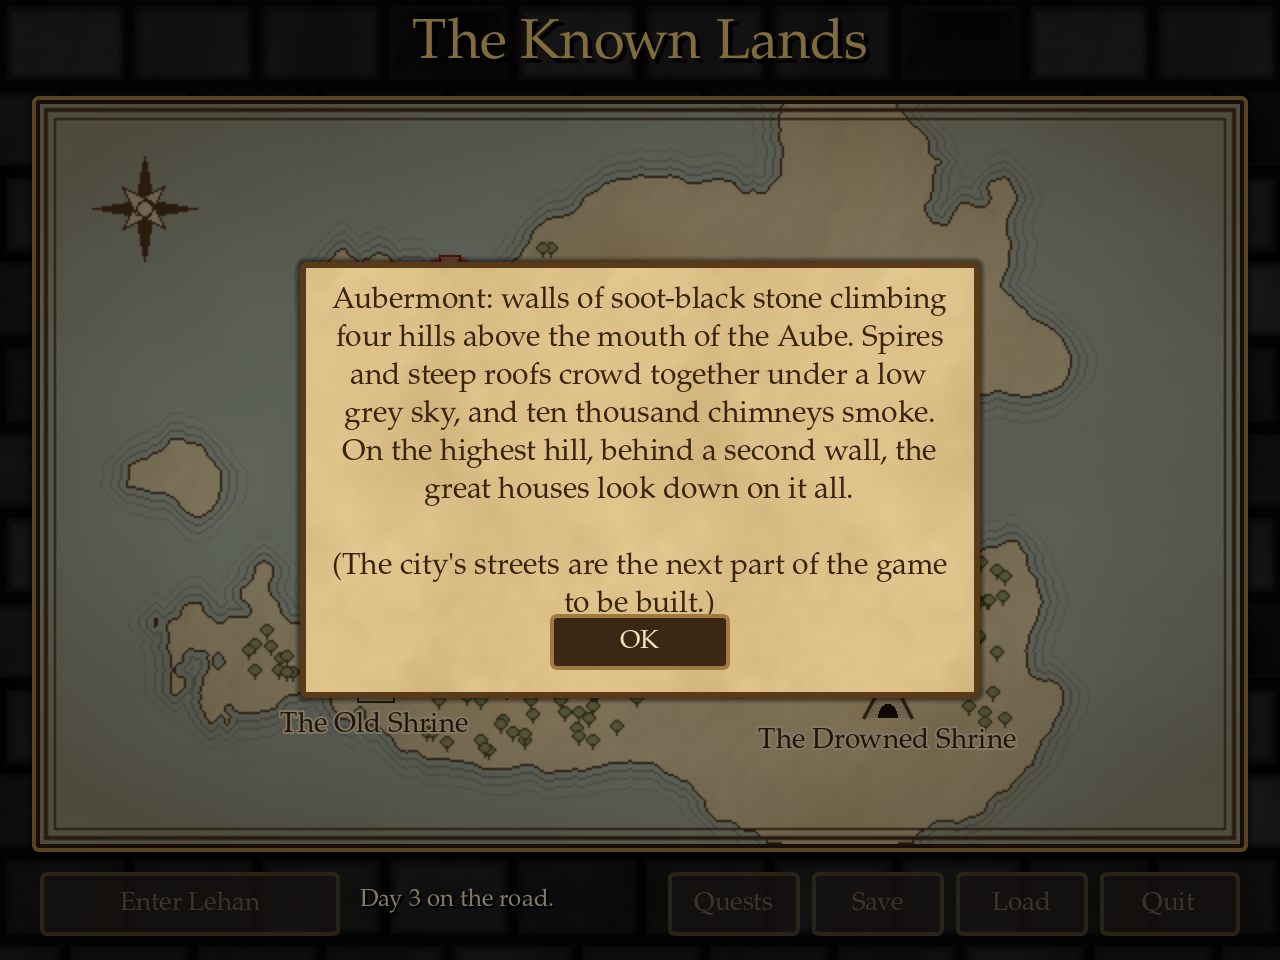 The Known Lands
Aubermont: walls of soot-black stone climbing
four hills above the mouth of the Aube. Spires
and steep roofs crowd together under a low
grey sky, and ten thousand chimneys smoke.
On the highest hill, behind a second wall, the
great houses look down on it all.
(The city's streets are the next part of the game
to be built.)
OK
The Old Shrine
The Drowned Shrine
Enter Lehan
Day 3 on the road.
Quests
Save
Load
Quit